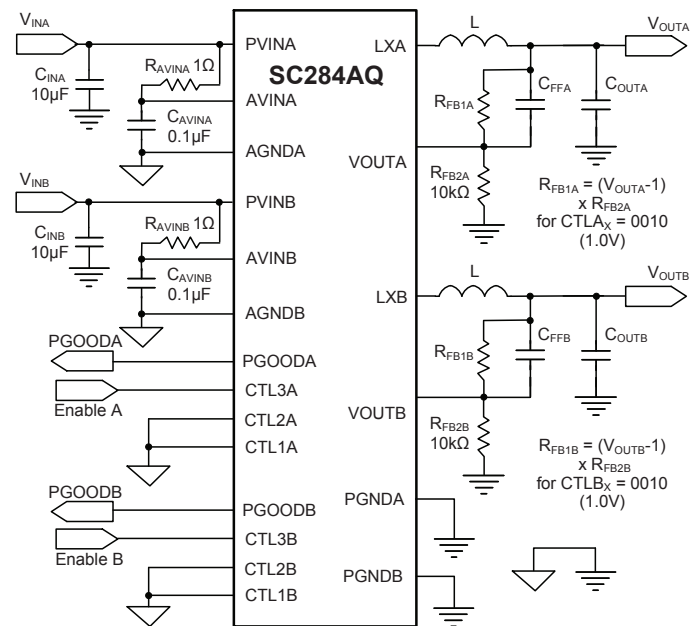 VINA
PVINA
CINA
10µF
RAVINA 1Ω
AVINA
CAVINA
0.1µF
AGNDA
VINB
PVINB
CINB
10µF
RAVINB 1Ω
AVINB
CAVINB
0.1µF
AGNDB
PGOODA
PGOODA
Enable A
CTL3A
CTL2A
CTL1A
PGOODB
PGOODB
Enable B
CTL3B
CTL2B
CTL1B
SC284AQ
LXA
L
VOUTA
RFB1A
CFFA
COUTA
VOUTA
RFB2A
10kΩ
RFB1A = (VOUTA-1)
x RFB2A
for CTLAX = 0010
(1.0V)
LXB
L
VOUTB
RFB1B
CFFB
COUTB
VOUTB
RFB2B
10kΩ
RFB1B = (VOUTB-1)
x RFB2B
for CTLBX = 0010
(1.0V)
PGNDA
PGNDB